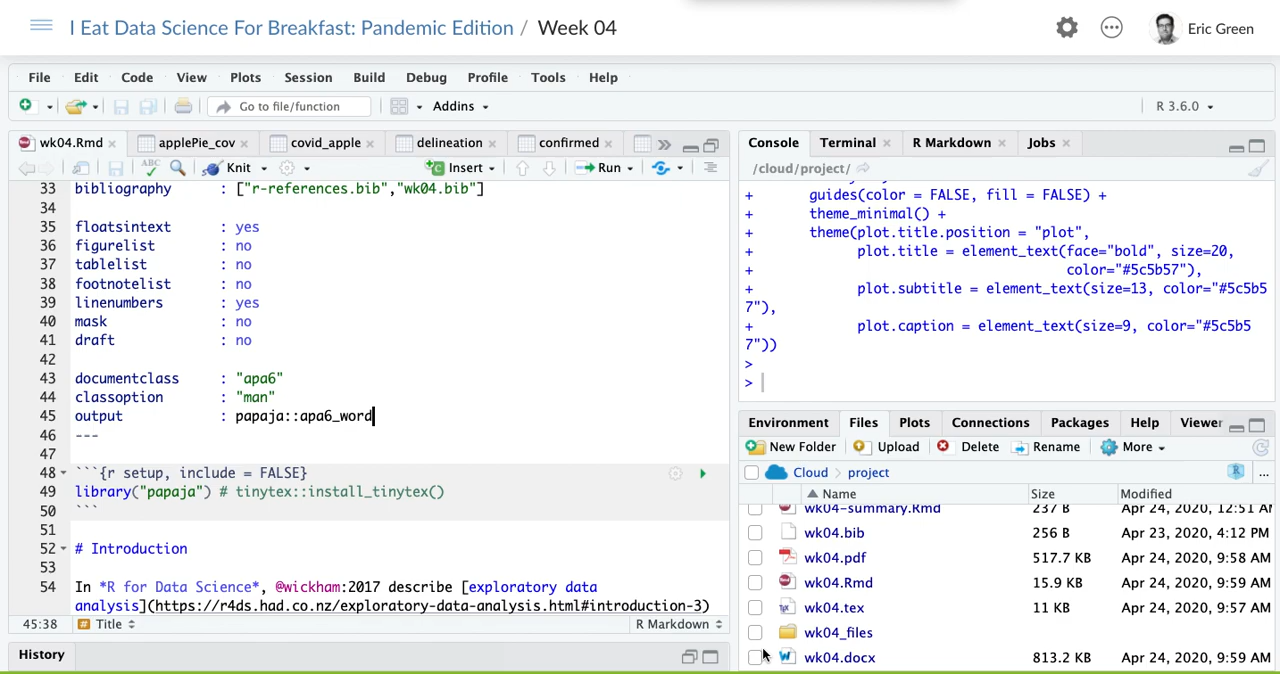 I Eat Data Science For Breakfast: Pandemic Edition / Week 04 Eric Green
File Edit Code View Plots Session Build Debug Profile Tools Help
Go to file/function Addins R 3.6.0
wk04.Rmd applePie_cov covid_apple delineation confirmed
ABC Knit Insert Run
33 bibliography : ["r-references.bib","wk04.bib"]
34
35 floatsintext : yes
36 figurelist : no
37 tablelist : no
38 footnotelist : no
39 linenumbers : yes
40 mask : no
41 draft : no
42
43 documentclass : "apa6"
44 classoption : "man"
45 output : papaja::apa6_word
46 ---
47
48 ```{r setup, include = FALSE}
49 library("papaja") # tinytex::install_tinytex()
50 ```
51
52 # Introduction
53
54 In *R for Data Science*, @wickham:2017 describe [exploratory data
analysis](https://r4ds.had.co.nz/exploratory-data-analysis.html#introduction-3)
45:38 # Title R Markdown
History
Console Terminal R Markdown Jobs
/cloud/project/
+ guides(color = FALSE, fill = FALSE) +
+ theme_minimal() +
+ theme(plot.title.position = "plot",
+ plot.title = element_text(face="bold", size=20,
+ color="#5c5b57"),
+ plot.subtitle = element_text(size=13, color="#5c5b5
7"),
+ plot.caption = element_text(size=9, color="#5c5b5
7"))
>
>
Environment Files Plots Connections Packages Help Viewer
New Folder Upload Delete Rename More
Cloud project R ...
Name Size Modified
wk04-summary.Rmd 237 B Apr 24, 2020, 12:51 AM
wk04.bib 256 B Apr 23, 2020, 4:12 PM
wk04.pdf 517.7 KB Apr 24, 2020, 9:58 AM
wk04.Rmd 15.9 KB Apr 24, 2020, 9:59 AM
wk04.tex 11 KB Apr 24, 2020, 9:57 AM
wk04_files
wk04.docx 813.2 KB Apr 24, 2020, 9:59 AM